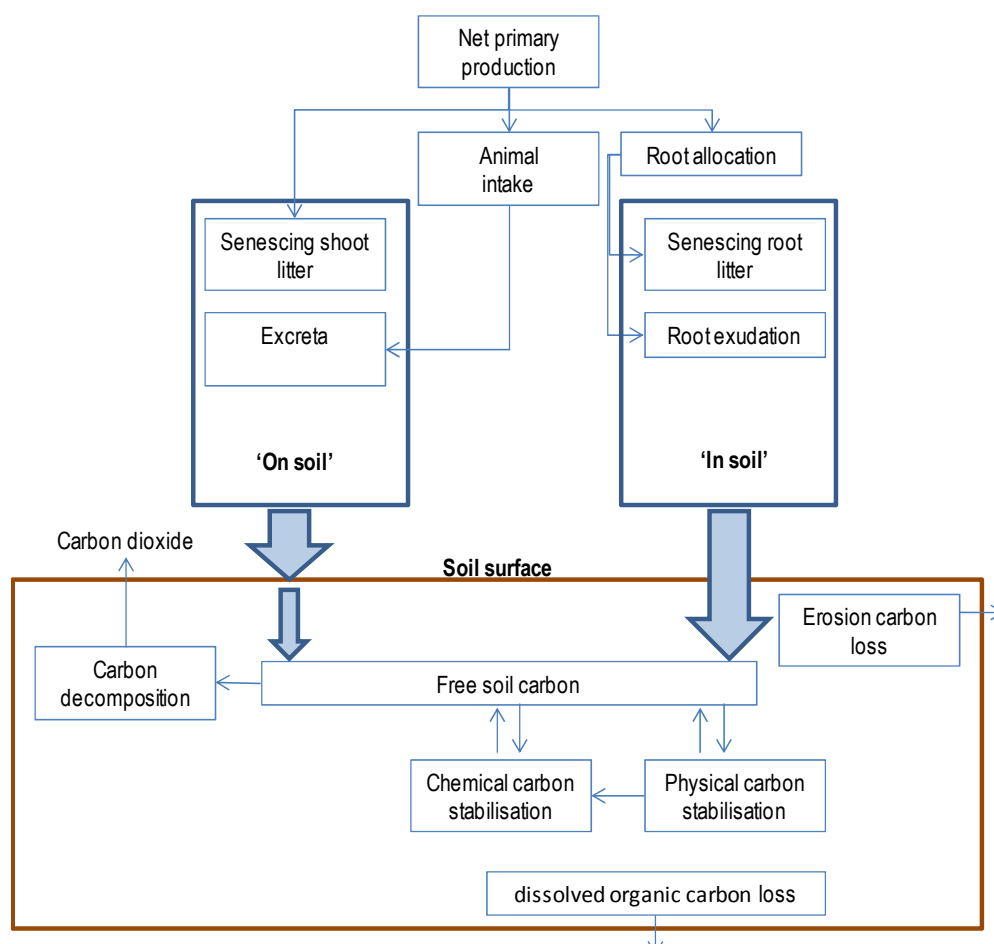 Net primary
production
Animal
intake
Root allocation
Senescing shoot
litter
Senescing root
litter
Excreta
Root exudation
‘On soil’
‘In soil’
Carbon dioxide
Soil surface
Erosion carbon
loss
Carbon
decomposition
Free soil carbon
Chemical carbon
stabilisation
Physical carbon
stabilisation
dissolved organic carbon loss